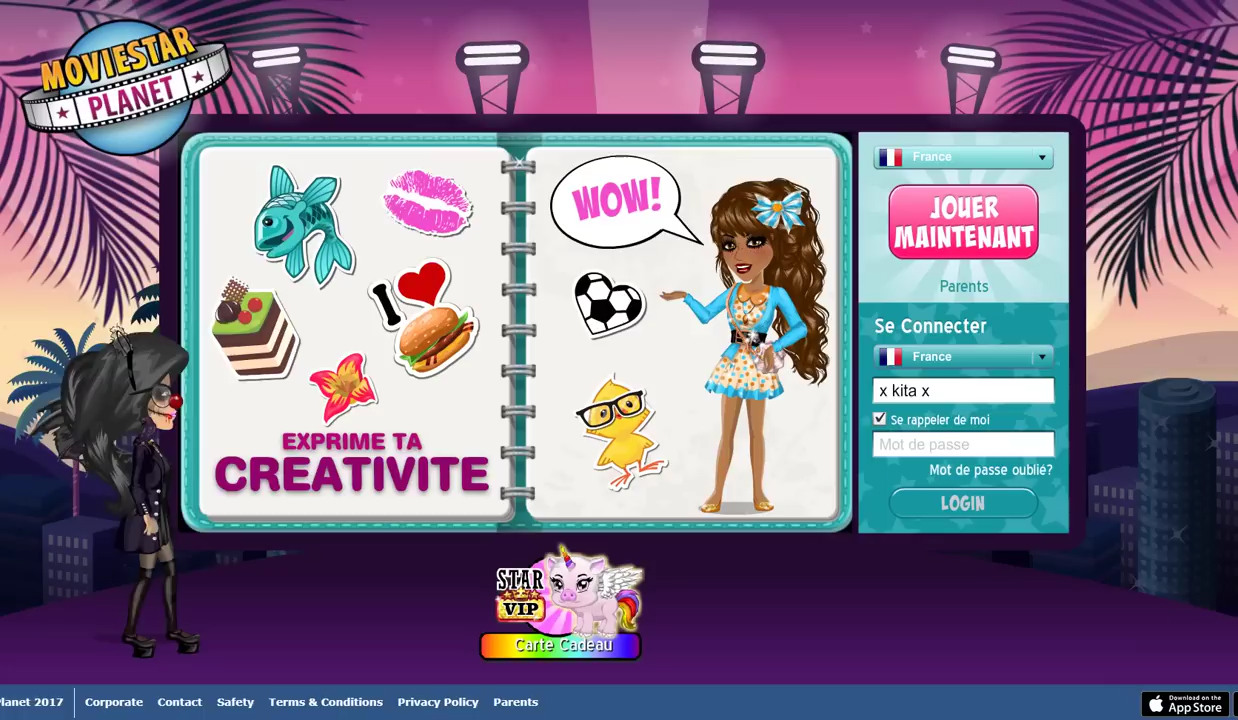 MOVIESTAR
PLANET
I
EXPRIME TA
CREATIVITE
WOW!
France
JOUER
MAINTENANT
Parents
Se Connecter
France
x kita x
Se rappeler de moi
Mot de passe
Mot de passe oublié?
LOGIN
STAR
VIP
Carte Cadeau
Planet 2017
Corporate
Contact
Safety
Terms & Conditions
Privacy Policy
Parents
Download on the
App Store